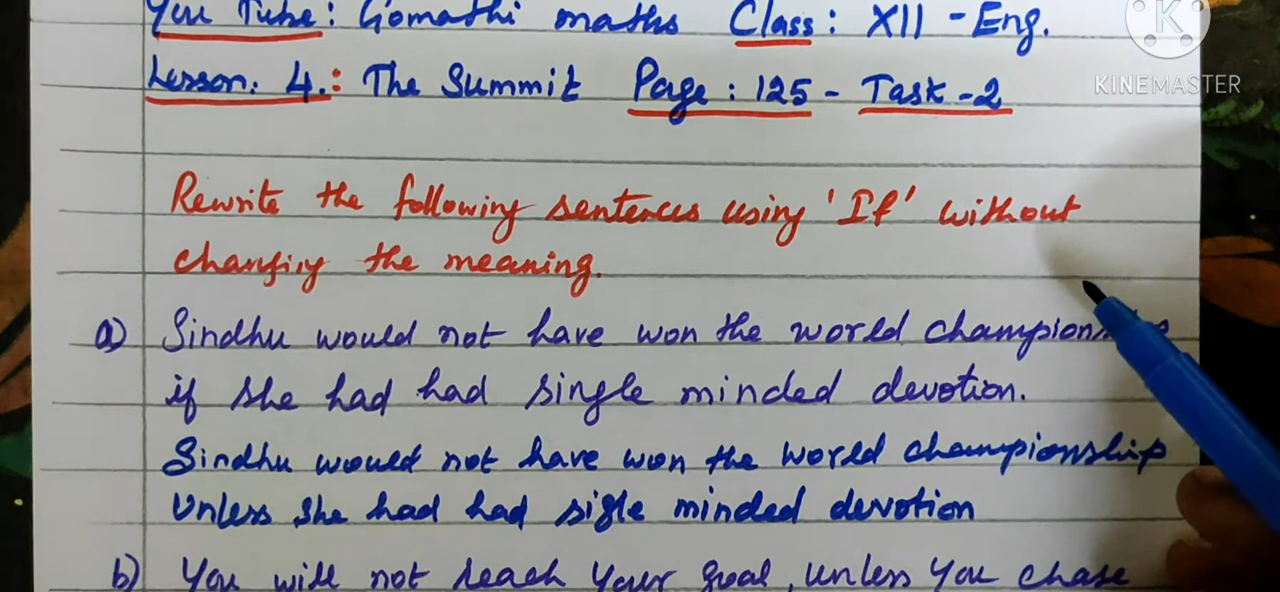 You Tube: Gomathi maths Class: XII - Eng.
K
KINEMASTER
Lesson: 4.: The Summit Page: 125 - Task - 2
Rewrite the following sentences using 'If' without
changing the meaning.
a) Sindhu would not have won the world
if she had had single minded devotion.
Sindhu would not have won the world championship
Unless she had had sigle minded devotion
b) You will not reach your goal, unless you chase